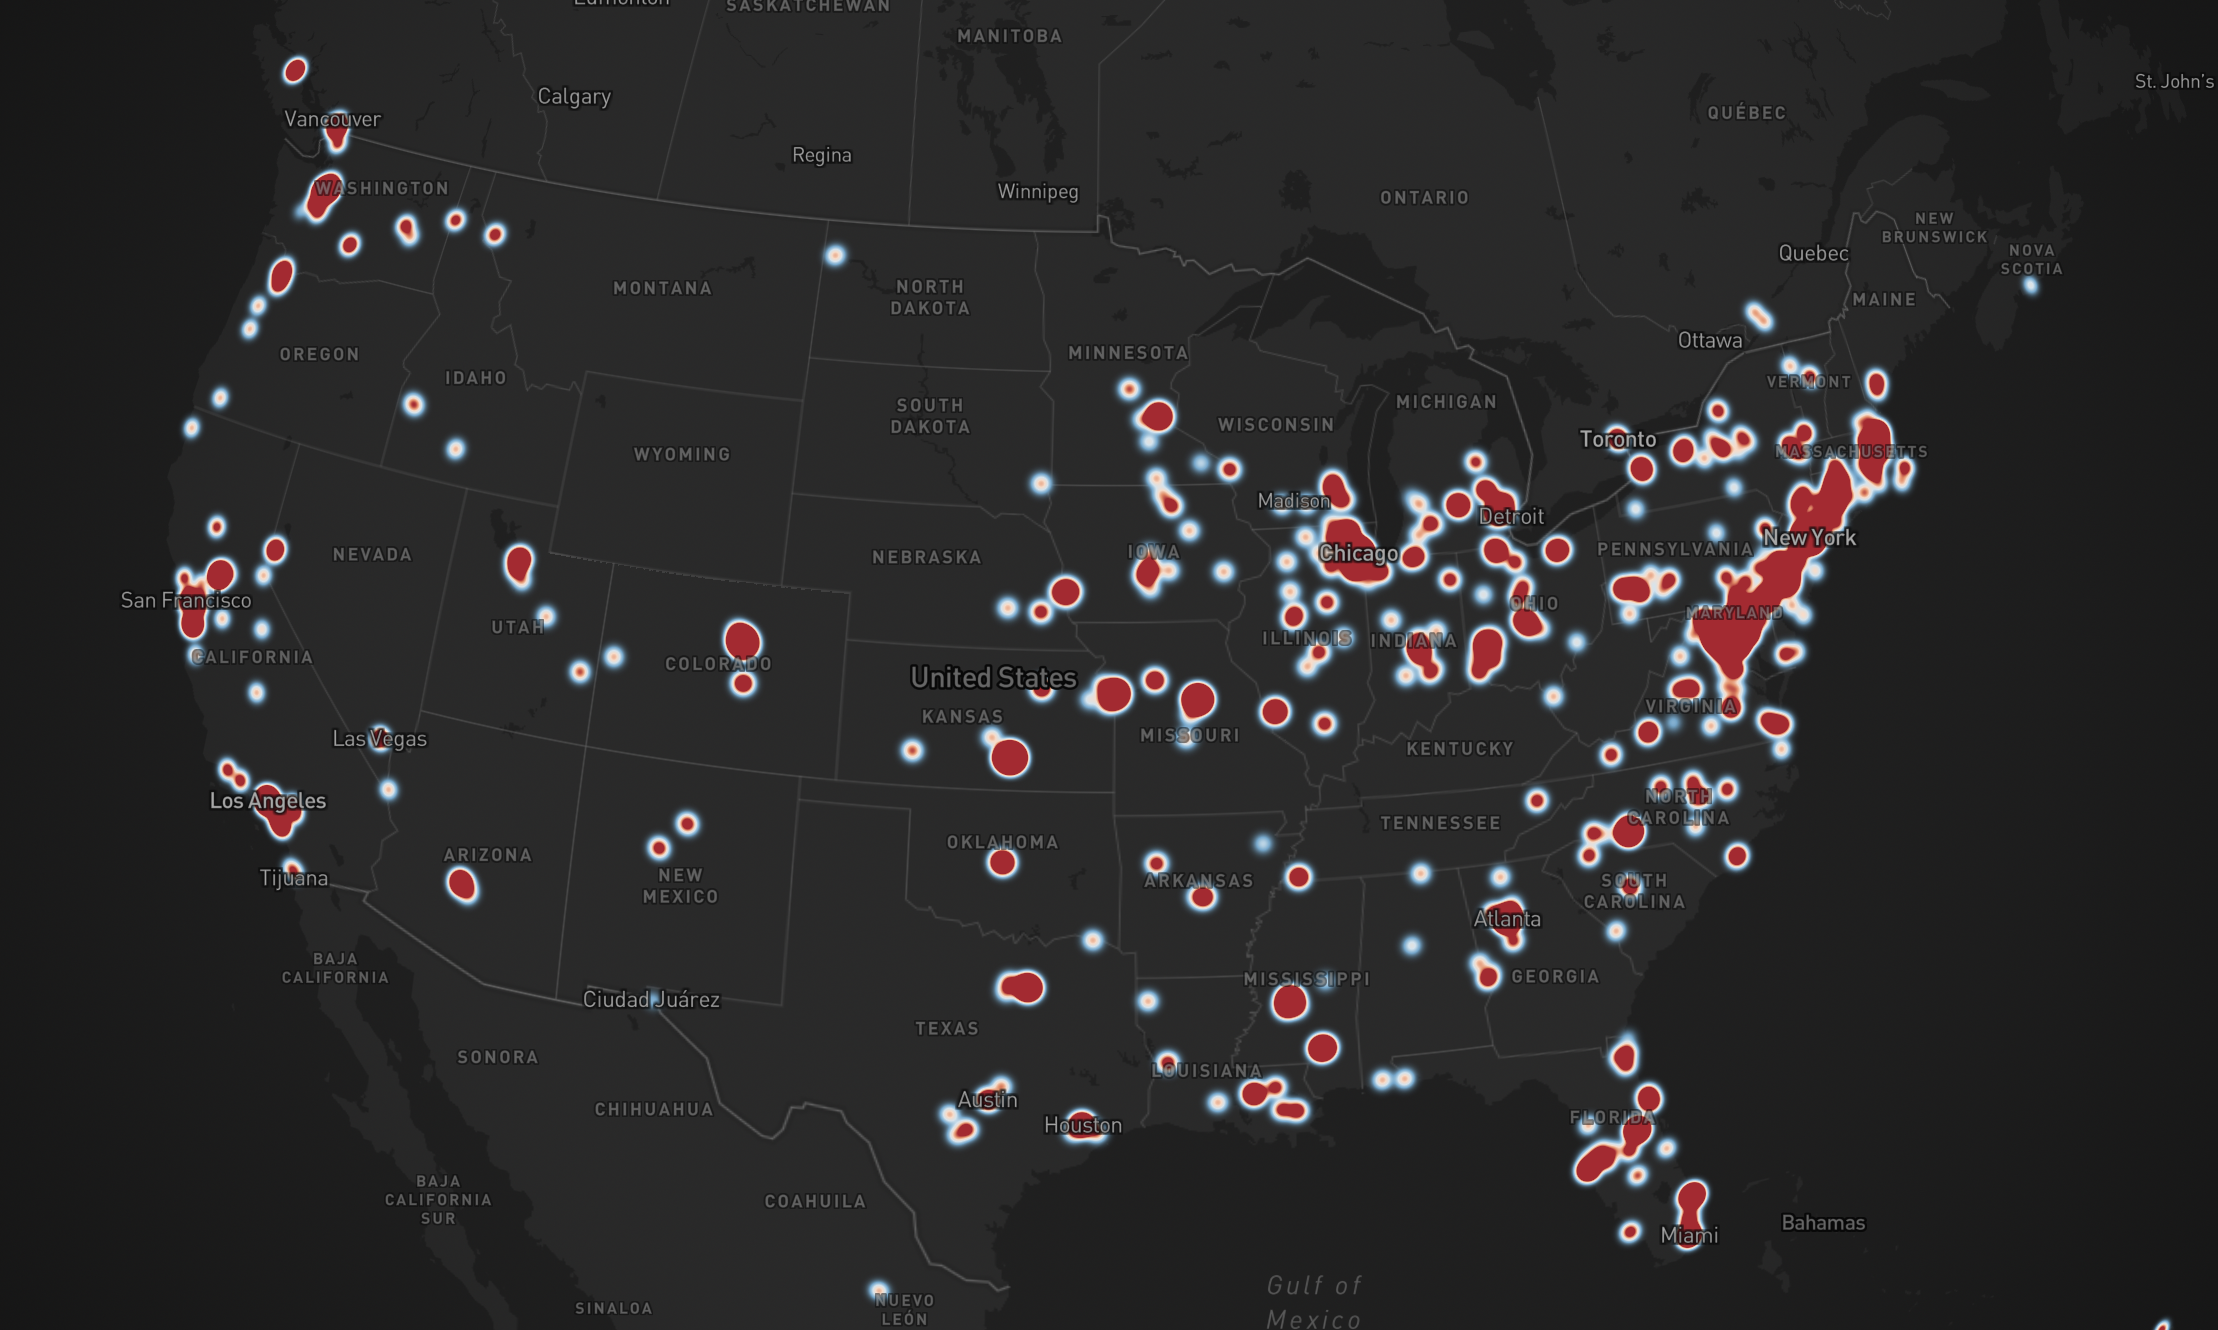 Edmonton
SASKATCHEWAN
MANITOBA
St. John's
Calgary
QUÉBEC
Vancouver
Regina
WASHINGTON
Winnipeg
ONTARIO
NEW
BRUNSWICK
Quebec
NOVA
SCOTIA
MONTANA
NORTH
DAKOTA
MAINE
Ottawa
OREGON
MINNESOTA
IDAHO
VERMONT
SOUTH
DAKOTA
MICHIGAN
WISCONSIN
Toronto
MASSACHUSETTS
WYOMING
Madison
Detroit
New York
NEVADA
NEBRASKA
IOWA
Chicago
PENNSYLVANIA
San Francisco
OHIO
MARYLAND
UTAH
ILLINOIS
INDIANA
CALIFORNIA
COLORADO
United States
VIRGINIA
KANSAS
Las Vegas
MISSOURI
KENTUCKY
Los Angeles
NORTH
CAROLINA
TENNESSEE
OKLAHOMA
ARIZONA
Tijuana
NEW
MEXICO
ARKANSAS
SOUTH
CAROLINA
Atlanta
BAJA
CALIFORNIA
MISSISSIPPI
GEORGIA
Ciudad Juárez
TEXAS
SONORA
LOUISIANA
Austin
CHIHUAHUA
Houston
FLORIDA
BAJA
CALIFORNIA
SUR
COAHUILA
Bahamas
Miami
Gulf of
Mexico
NUEVO
LEÓN
SINALOA